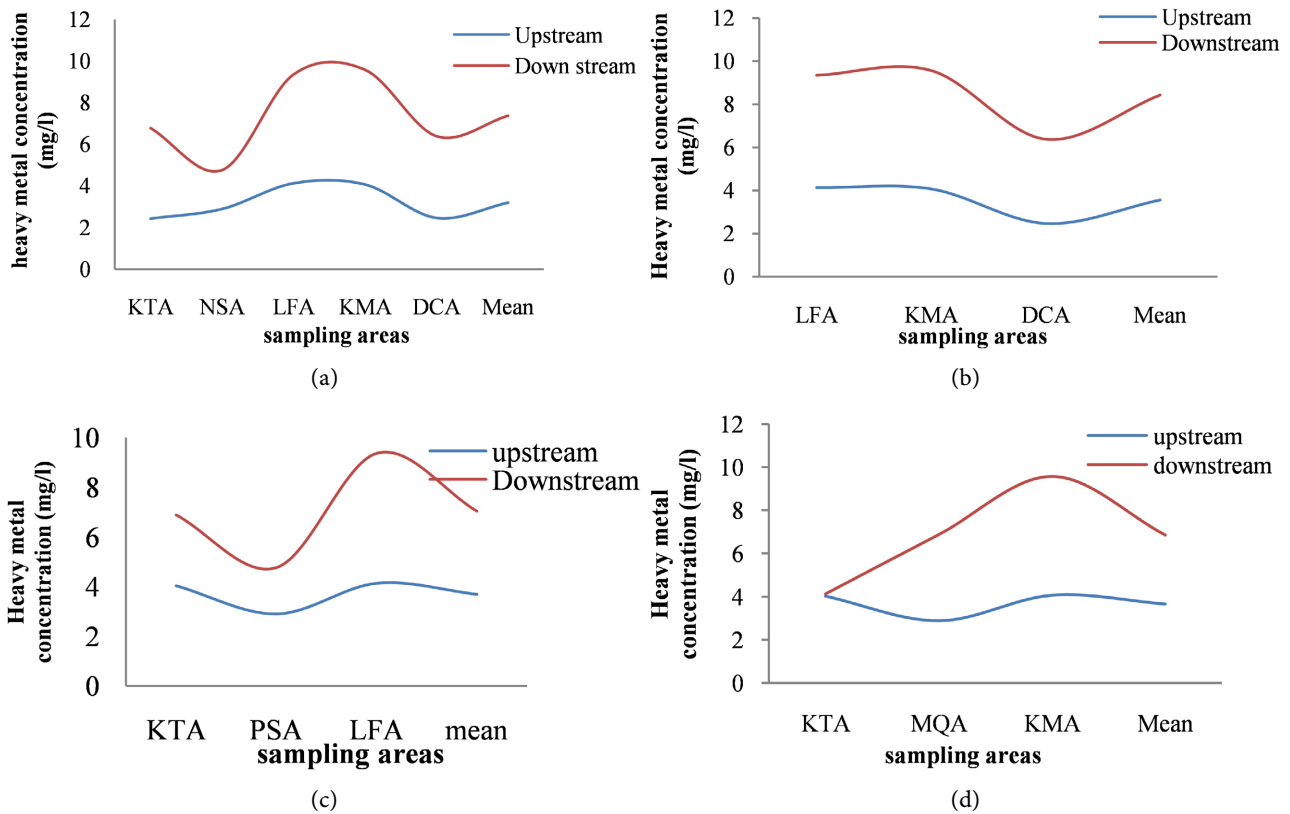 heavy metal concentration
(mg/l)
12
10
8
6
4
2
0
Upstream
Down stream
KTA NSA LFA KMA DCA Mean
sampling areas
(a)
Heavy metal concentration
(mg/l)
12
10
8
6
4
2
0
Upstream
Downstream
LFA KMA DCA Mean
sampling areas
(b)
Heavy metal
concentration (mg/l)
10
8
6
4
2
0
upstream
Downstream
KTA PSA LFA mean
sampling areas
(c)
Heavy metal
concentration (mg/l)
12
10
8
6
4
2
0
upstream
downstream
KTA MQA KMA Mean
sampling areas
(d)